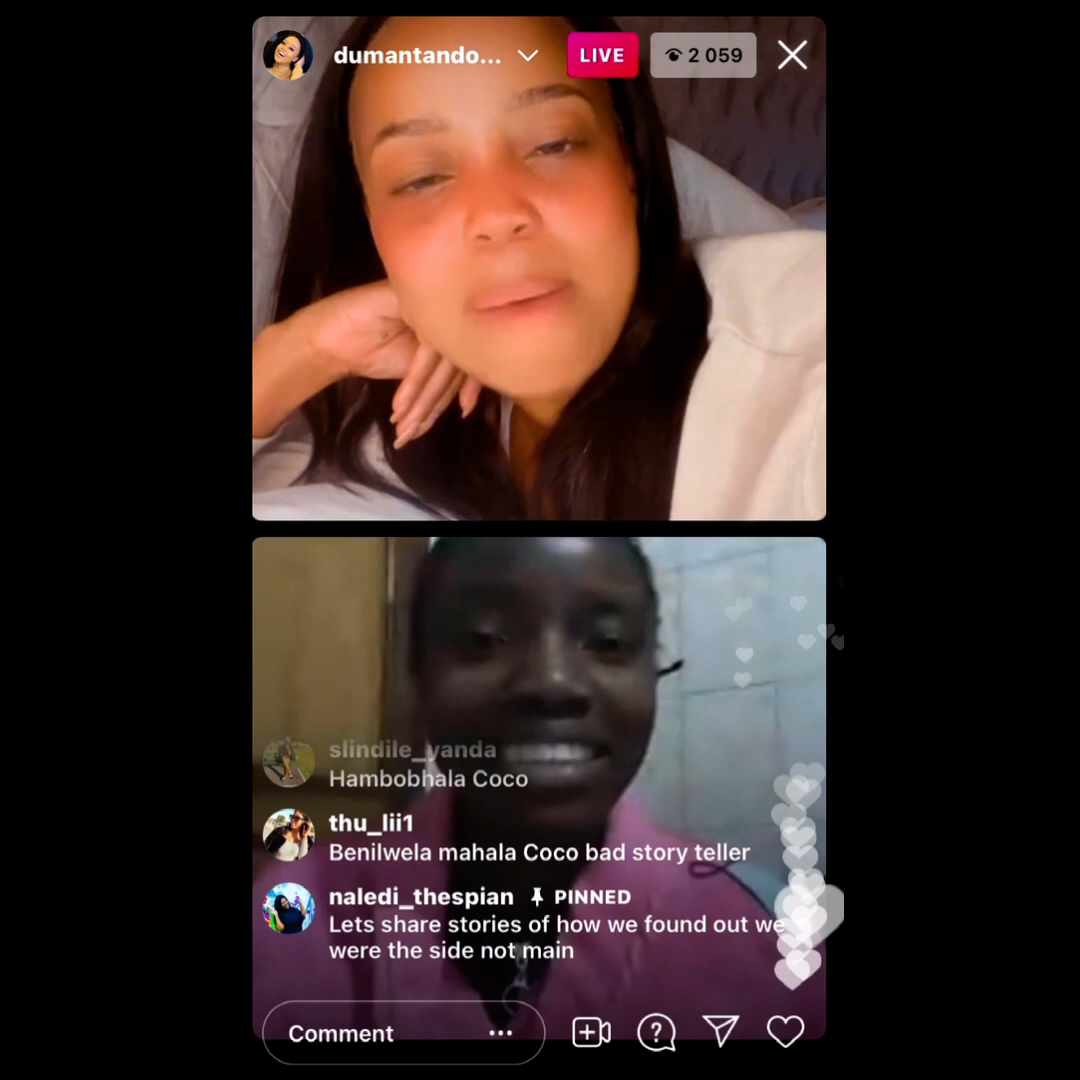 dumantando...
LIVE
2 059
slindile_yanda
Hambobhala Coco
thu_lii1
Benilwela mahala Coco bad story teller
naledi_thespian PINNED
Lets share stories of how we found out we
were the side not main
Comment